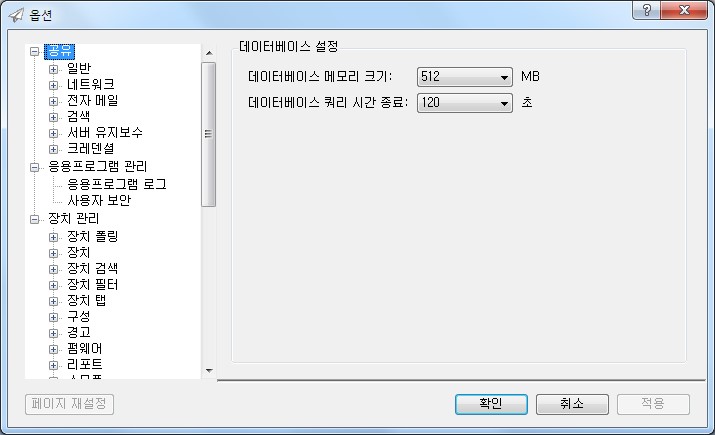 옵션
공유
일반
네트워크
전자 메일
검색
서버 유지보수
크레덴셜
응용프로그램 관리
응용프로그램 로그
사용자 보안
장치 관리
장치 폴링
장치
장치 검색
장치 필터
장치 탭
구성
경고
펌웨어
리포트
데이터베이스 설정
데이터베이스 메모리 크기: 512 MB
데이터베이스 쿼리 시간 종료: 120 초
페이지 재설정 확인 취소 적용